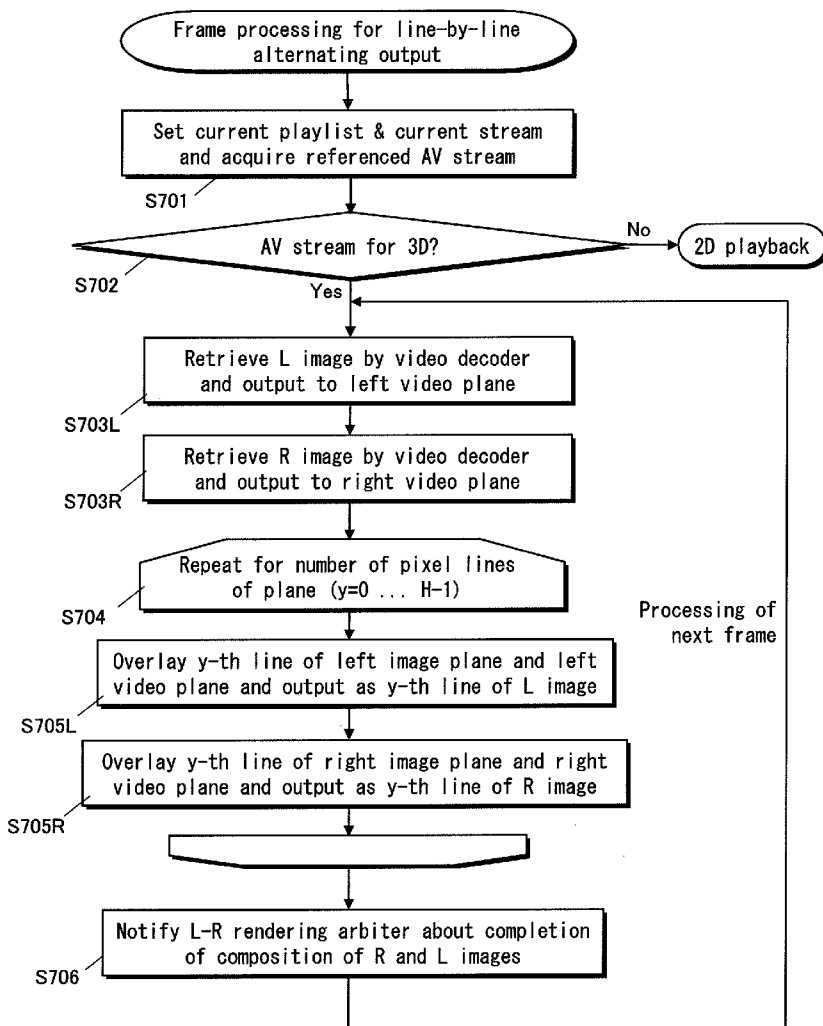 Frame processing for line-by-line
alternating output
Set current playlist & current stream
and acquire referenced AV stream
S701
AV stream for 3D?
No
2D playback
S702
Yes
Retrieve L image by video decoder
and output to left video plane
S703L
Retrieve R image by video decoder
and output to right video plane
S703R
Repeat for number of pixel lines
of plane (y=0 ... H-1)
S704
Processing of
next frame
Overlay y-th line of left image plane and left
video plane and output as y-th line of L image
S705L
Overlay y-th line of right image plane and right
video plane and output as y-th line of R image
S705R
Notify L-R rendering arbiter about completion
of composition of R and L images
S706